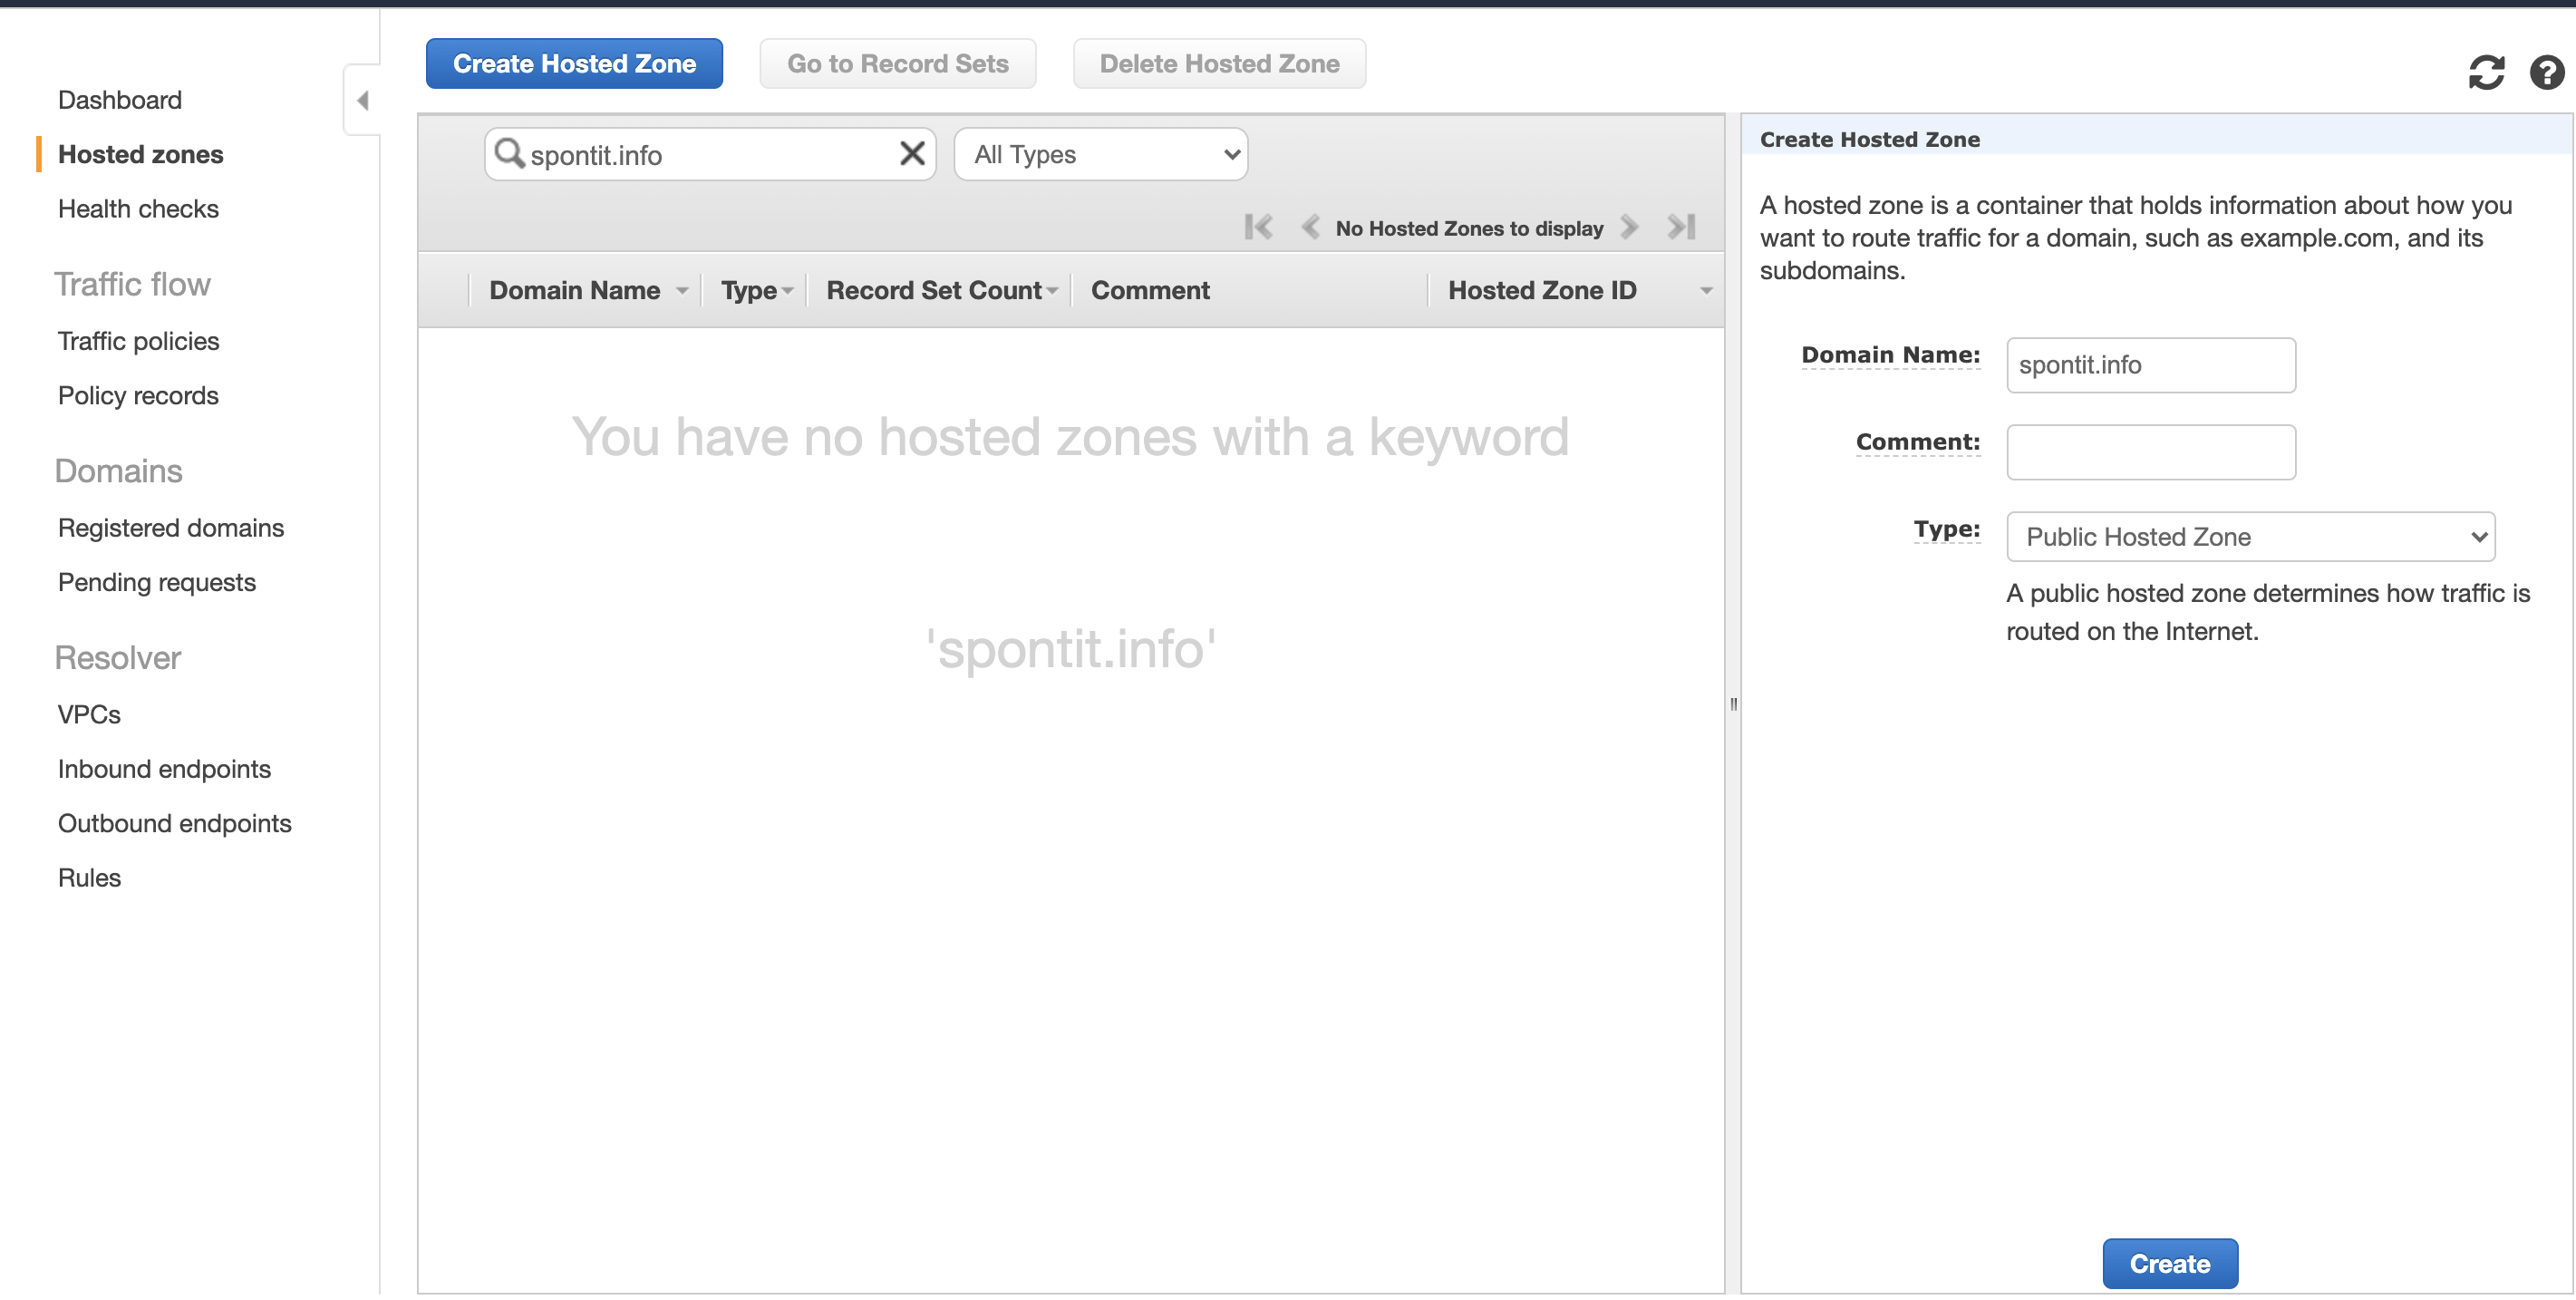 Dashboard
Hosted zones
Health checks
Traffic flow
Traffic policies
Policy records
Domains
Registered domains
Pending requests
Resolver
VPCs
Inbound endpoints
Outbound endpoints
Rules
Create Hosted Zone
Go to Record Sets
Delete Hosted Zone
spontit.info
All Types
No Hosted Zones to display
Domain Name
Type
Record Set Count
Comment
Hosted Zone ID
You have no hosted zones with a keyword
'spontit.info'
Create Hosted Zone
A hosted zone is a container that holds information about how you
want to route traffic for a domain, such as example.com, and its
subdomains.
Domain Name:
spontit.info
Comment:
Type:
Public Hosted Zone
A public hosted zone determines how traffic is
routed on the Internet.
Create